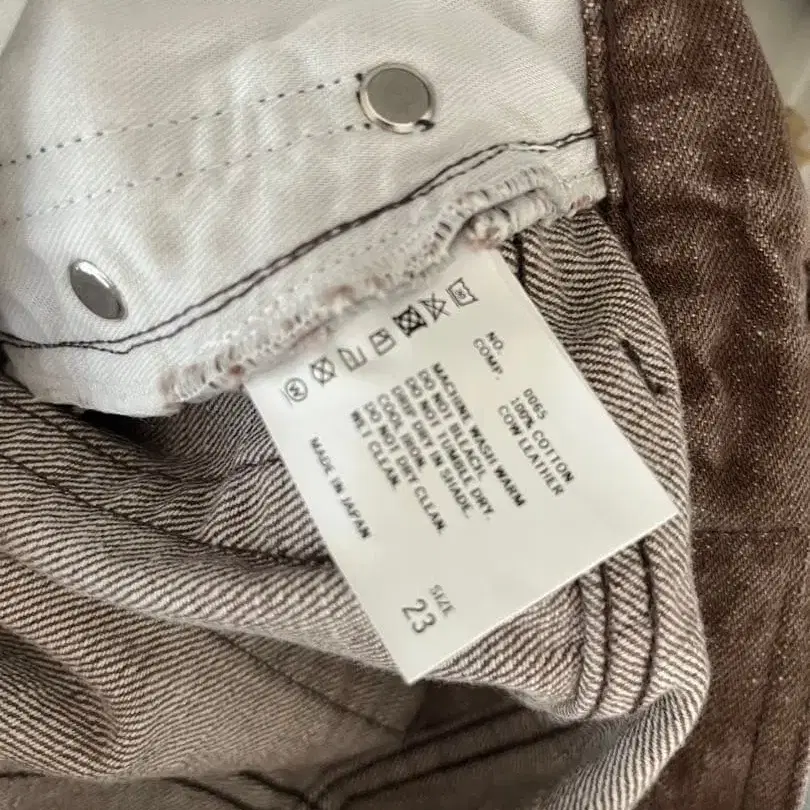 NO. 0065
COMP. 100% COTTON
COW LEATHER
MACHINE WASH WARM
DO NOT BLEACH.
DO NOT TUMBLE DRY.
DRIP DRY IN SHADE.
COOL IRON.
DO NOT DRY CLEAN.
WET CLEAN.
MADE IN JAPAN
SIZE
23